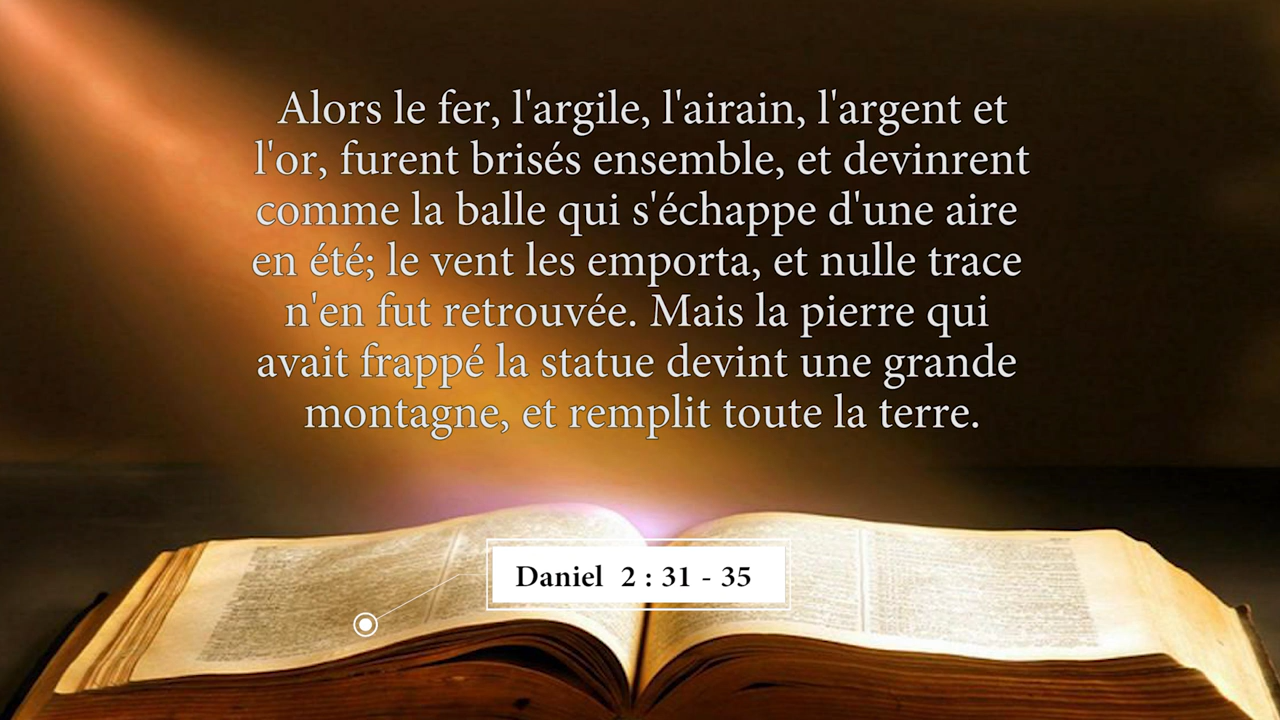 Alors le fer, l'argile, l'airain, l'argent et
l'or, furent brisés ensemble, et devinrent
comme la balle qui s'échappe d'une aire
en été; le vent les emporta, et nulle trace
n'en fut retrouvée. Mais la pierre qui
avait frappé la statue devint une grande
montagne, et remplit toute la terre.
Daniel 2 : 31 - 35